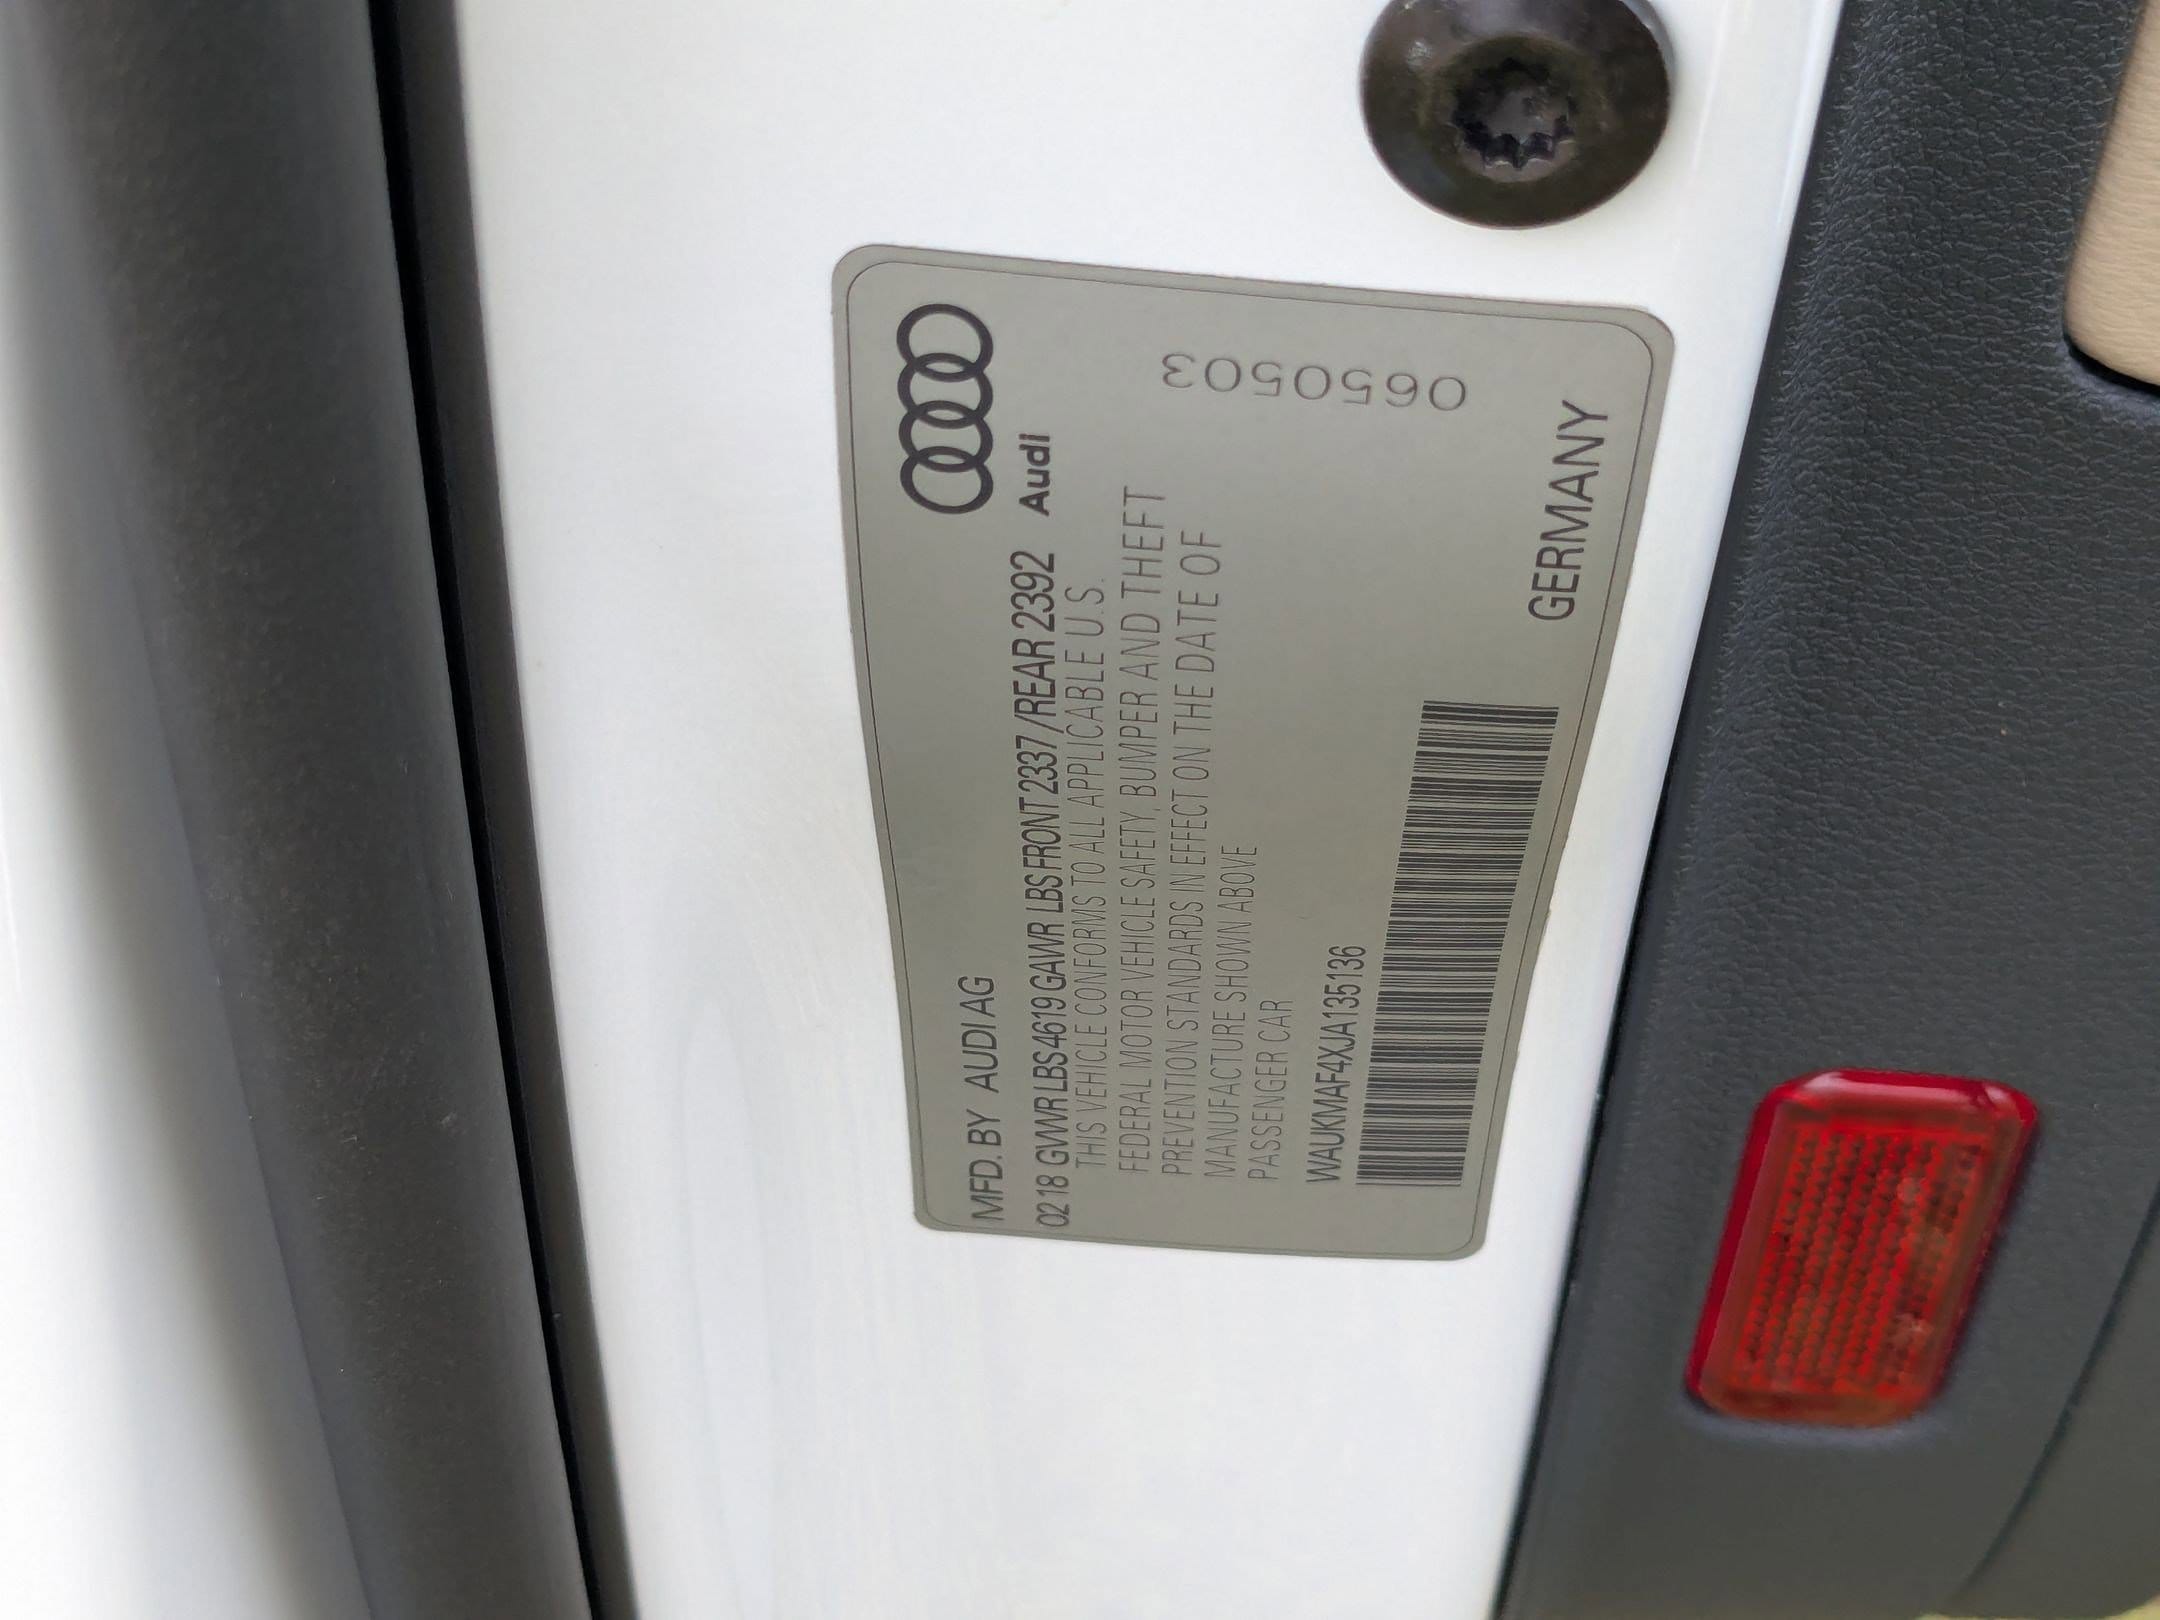 Audi
MFD. BY AUDI AG
02 18 GVWR LBS 4619 GAWR LBS FRONT 2337 / REAR 2392
THIS VEHICLE CONFORMS TO ALL APPLICABLE U.S.
FEDERAL MOTOR VEHICLE SAFETY, BUMPER AND THEFT
PREVENTION STANDARDS IN EFFECT ON THE DATE OF
MANUFACTURE SHOWN ABOVE
PASSENGER CAR
WAUKMAF4XJA135136
GERMANY
0650503